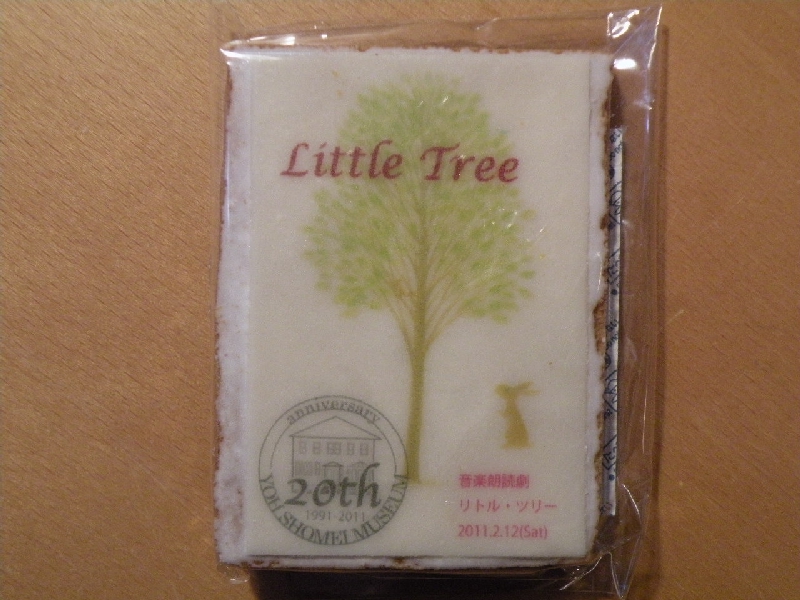 Little Tree
anniversary
20th
1991-2011
YOH SHOMEI MUSEUM
音楽朗読劇
リトル・ツリー
2011.2.12(Sat)